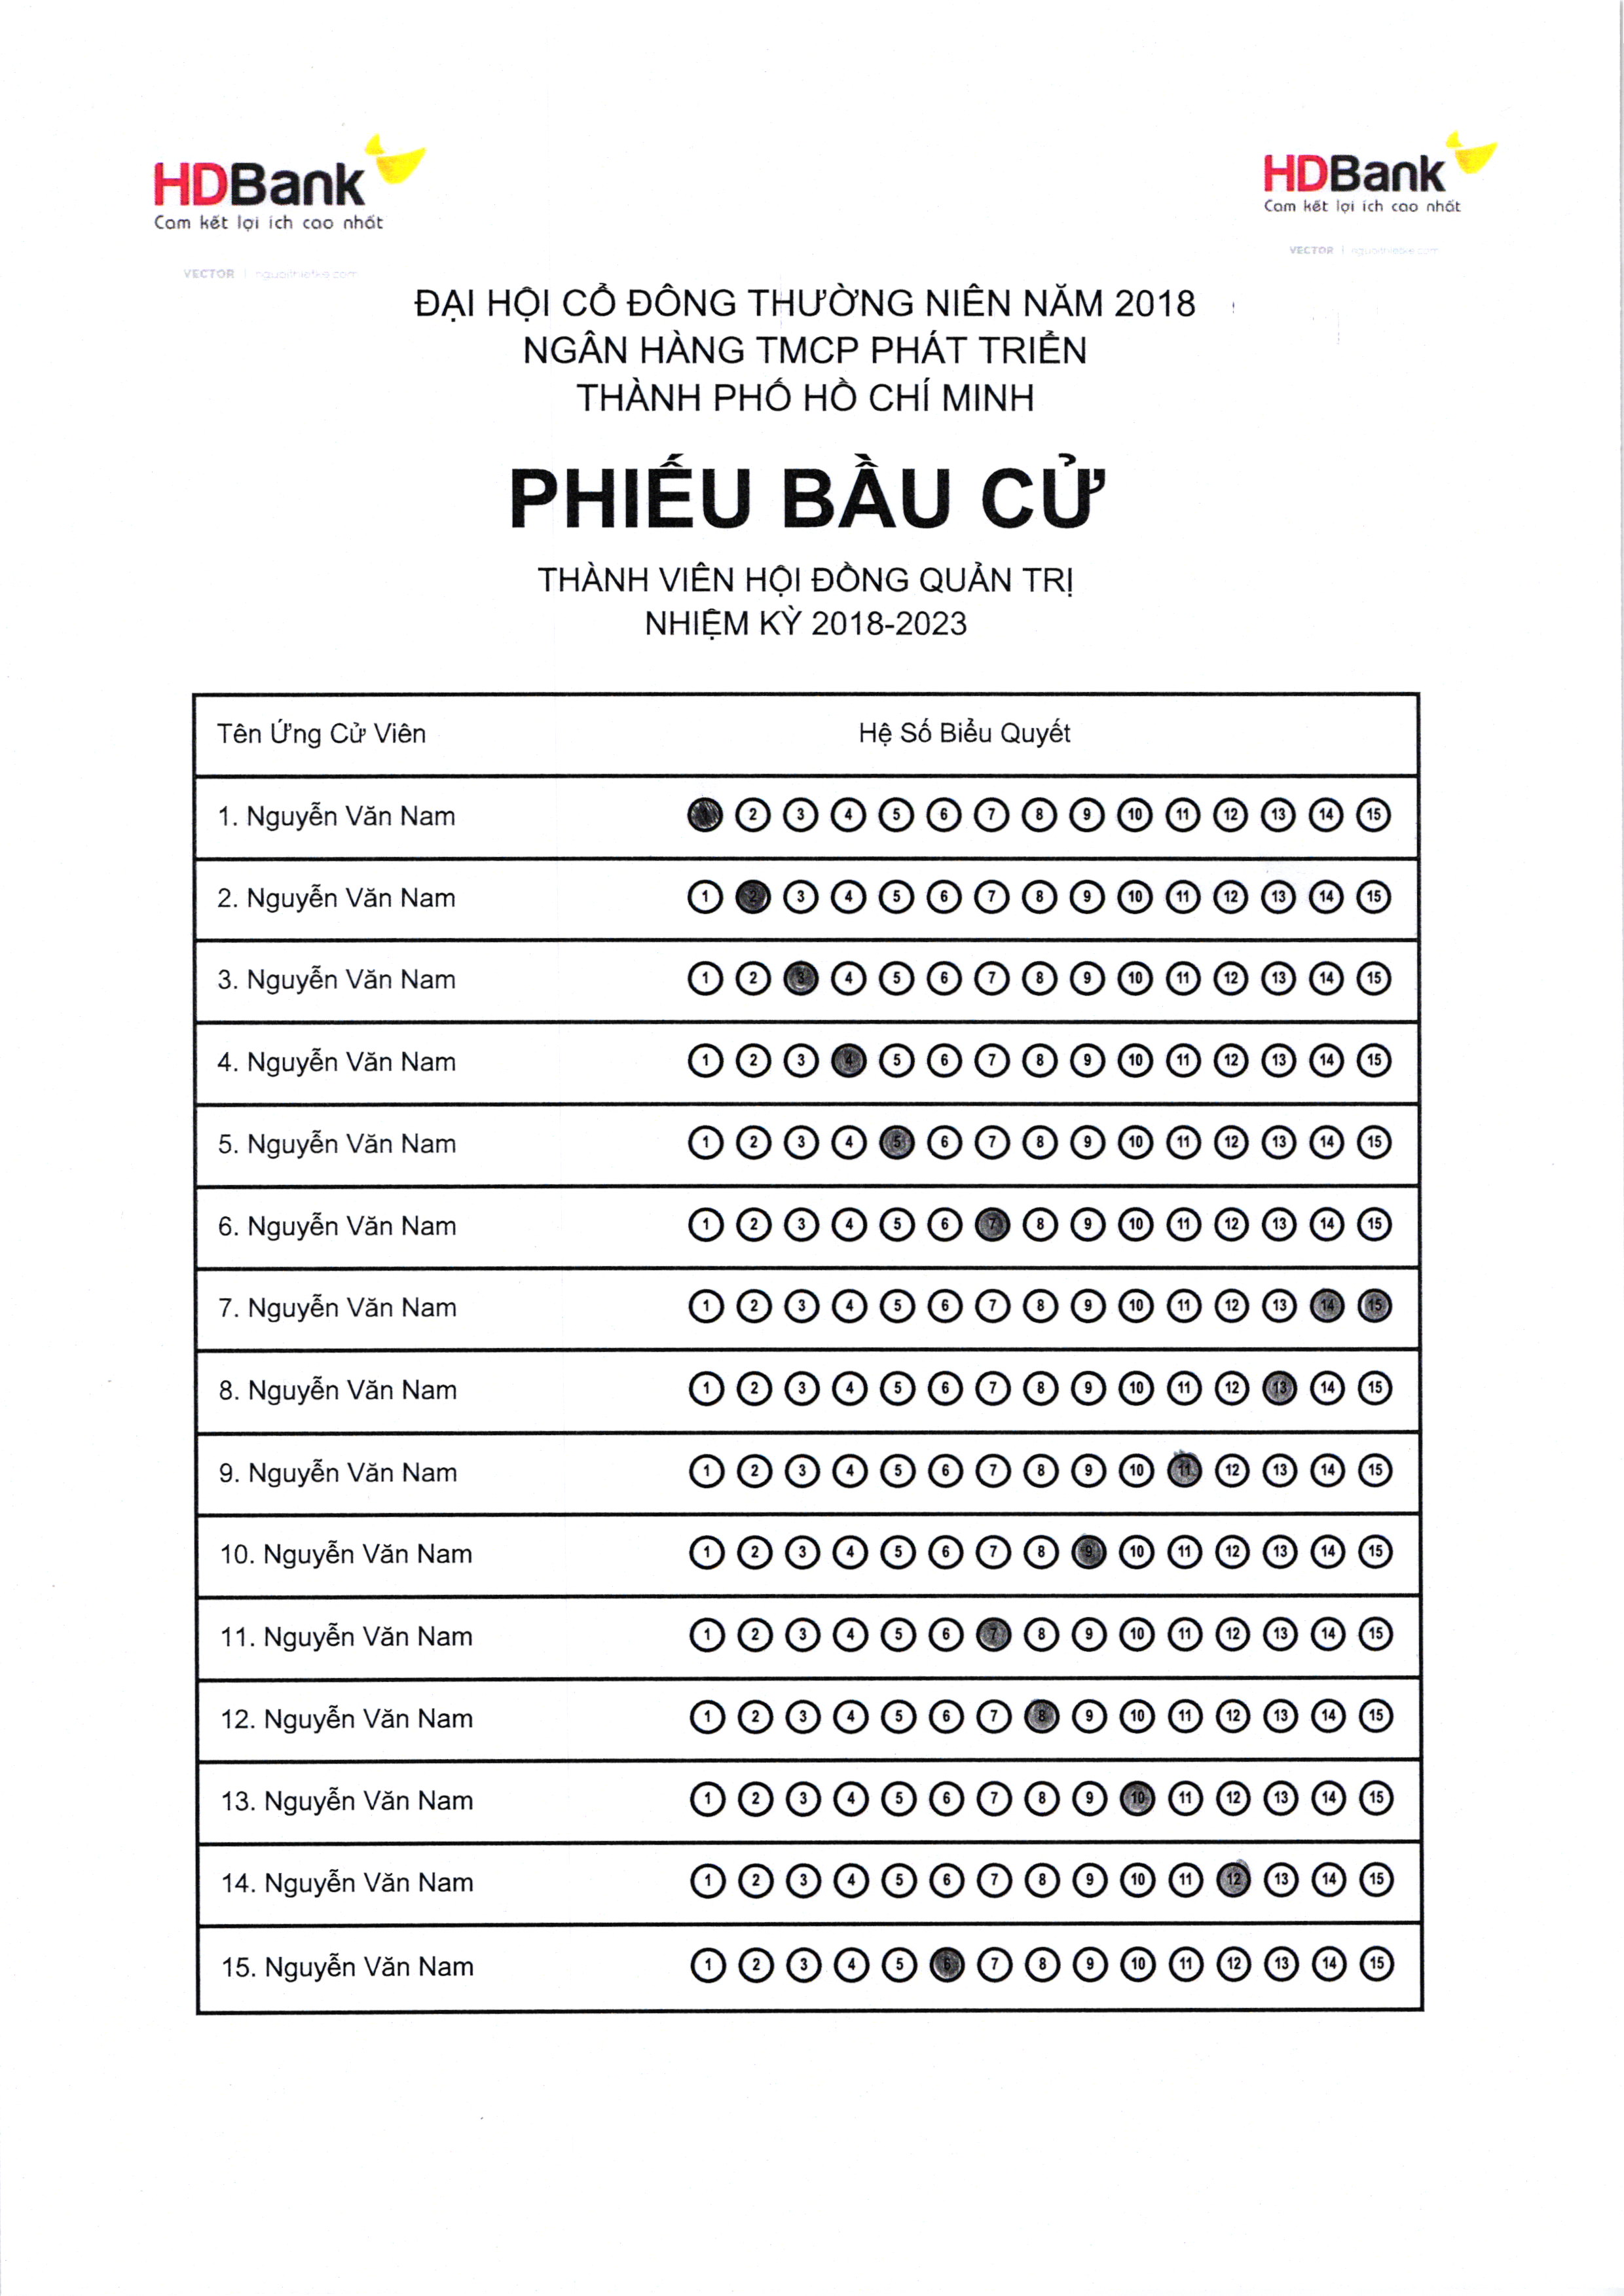 HDBank
Cam kết lợi ích cao nhất
VECTOR | nguoithietke.com
HDBank
Cam kết lợi ích cao nhất
VECTOR | nguoithietke.com
ĐẠI HỘI CỔ ĐÔNG THƯỜNG NIÊN NĂM 2018
NGÂN HÀNG TMCP PHÁT TRIỂN
THÀNH PHỐ HỒ CHÍ MINH
PHIẾU BẦU CỬ
THÀNH VIÊN HỘI ĐỒNG QUẢN TRỊ
NHIỆM KỲ 2018-2023
Tên Ứng Cử Viên Hệ Số Biểu Quyết
1. Nguyễn Văn Nam 1 2 3 4 5 6 7 8 9 10 11 12 13 14 15
2. Nguyễn Văn Nam 1 2 3 4 5 6 7 8 9 10 11 12 13 14 15
3. Nguyễn Văn Nam 1 2 3 4 5 6 7 8 9 10 11 12 13 14 15
4. Nguyễn Văn Nam 1 2 3 4 5 6 7 8 9 10 11 12 13 14 15
5. Nguyễn Văn Nam 1 2 3 4 5 6 7 8 9 10 11 12 13 14 15
6. Nguyễn Văn Nam 1 2 3 4 5 6 7 8 9 10 11 12 13 14 15
7. Nguyễn Văn Nam 1 2 3 4 5 6 7 8 9 10 11 12 13 14 15
8. Nguyễn Văn Nam 1 2 3 4 5 6 7 8 9 10 11 12 13 14 15
9. Nguyễn Văn Nam 1 2 3 4 5 6 7 8 9 10 11 12 13 14 15
10. Nguyễn Văn Nam 1 2 3 4 5 6 7 8 9 10 11 12 13 14 15
11. Nguyễn Văn Nam 1 2 3 4 5 6 7 8 9 10 11 12 13 14 15
12. Nguyễn Văn Nam 1 2 3 4 5 6 7 8 9 10 11 12 13 14 15
13. Nguyễn Văn Nam 1 2 3 4 5 6 7 8 9 10 11 12 13 14 15
14. Nguyễn Văn Nam 1 2 3 4 5 6 7 8 9 10 11 12 13 14 15
15. Nguyễn Văn Nam 1 2 3 4 5 6 7 8 9 10 11 12 13 14 15